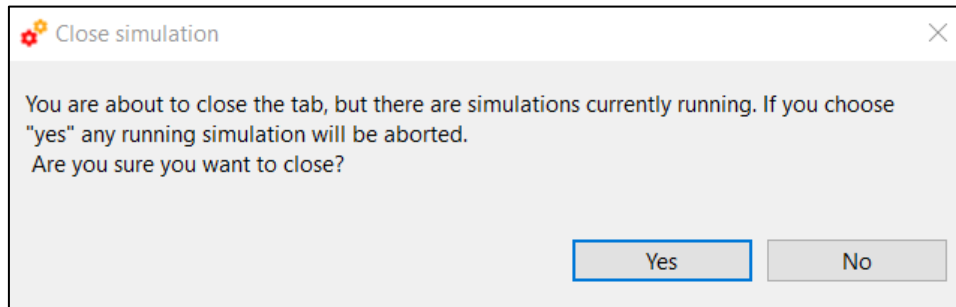 Close simulation
You are about to close the tab, but there are simulations currently running. If you choose
"yes" any running simulation will be aborted.
Are you sure you want to close?
Yes
No